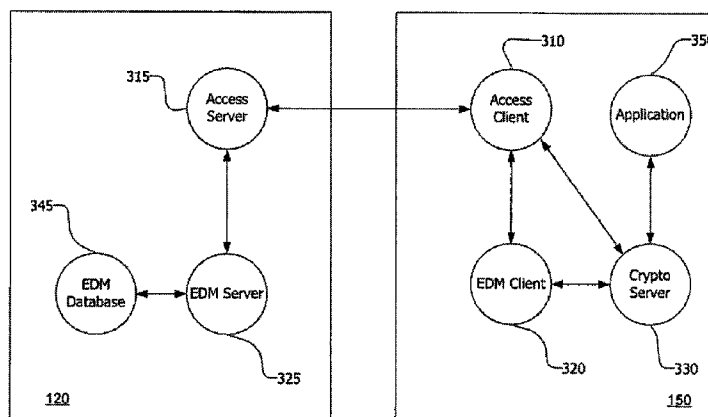 310
350
315
Access
Server
Access
Client
Application
345
EDM
Database
EDM Server
EDM Client
Crypto
Server
325
320
330
120
150